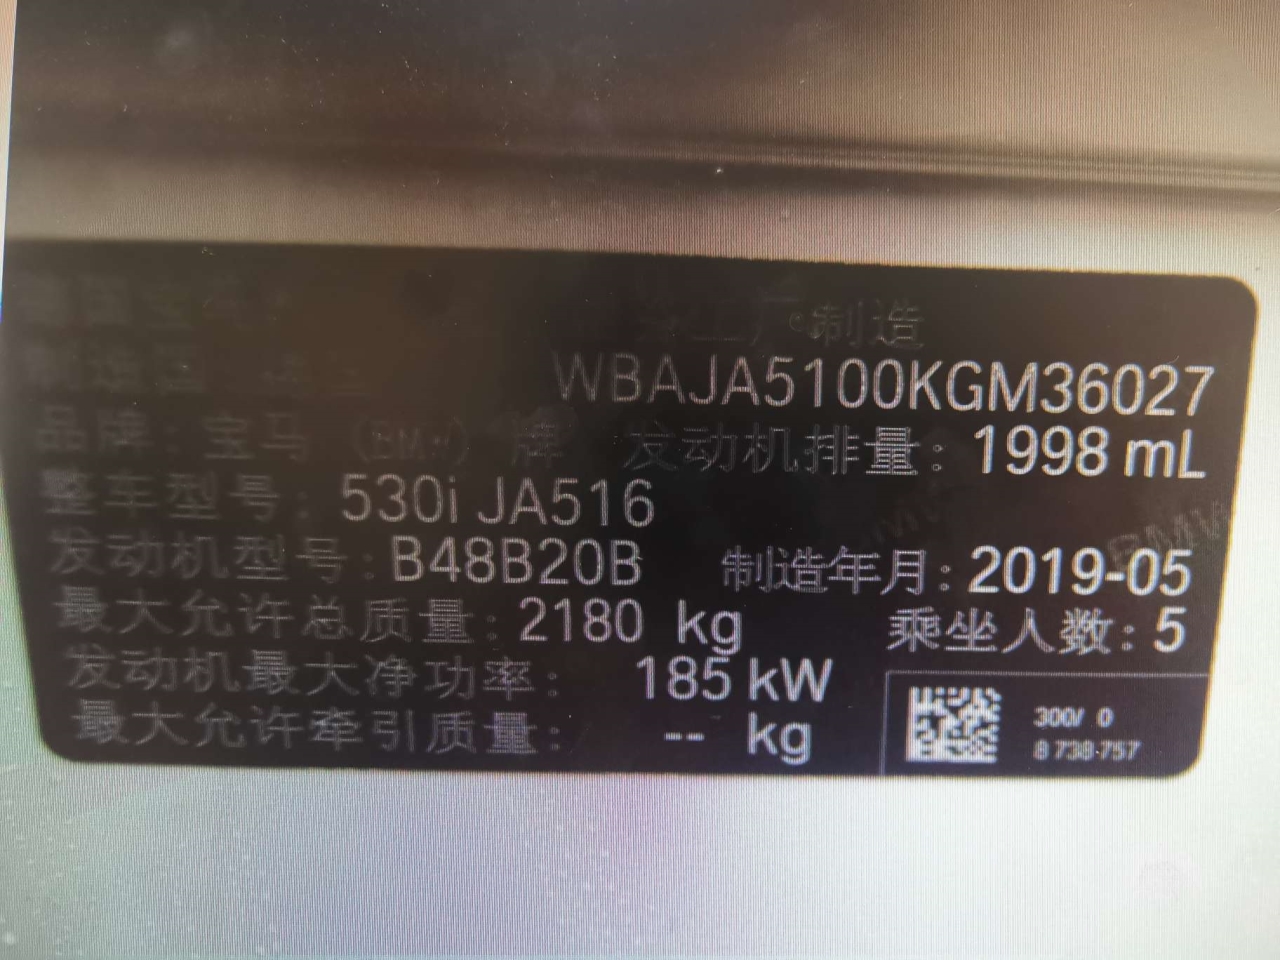 制造
WBAJA5100KGM36027
品牌 宝马 (BMW) 牌 发动机排量: 1998 mL
整车型号: 530i JA516
发动机型号: B48B20B 制造年月: 2019-05
最大允许总质量: 2180 kg 乘坐人数: 5
发动机最大净功率: 185 kW
最大允许牵引质量: -- kg
300/ 0
8 738 757